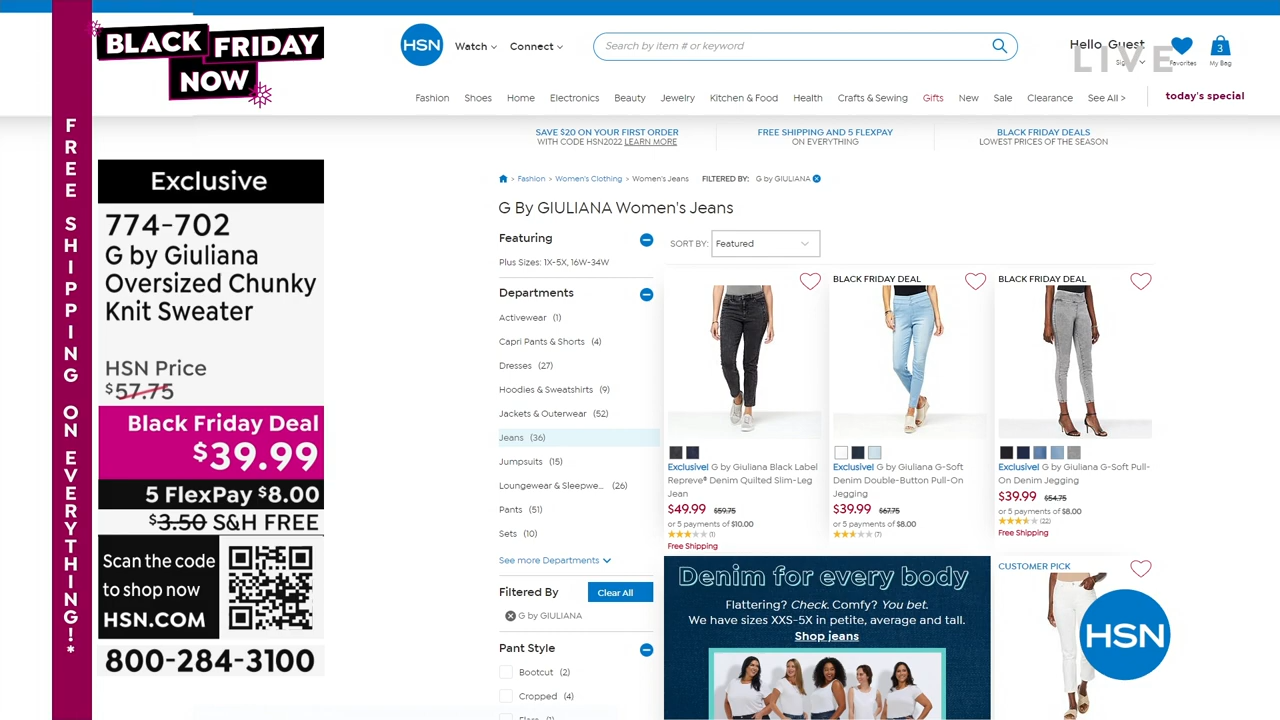 BLACK FRIDAY
NOW
FREE SHIPPING ON EVERYTHING!*
Exclusive
774-702
G by Giuliana
Oversized Chunky
Knit Sweater
HSN Price
$57.75
Black Friday Deal
$39.99
5 FlexPay $8.00
$3.50 S&H FREE
Scan the code
to shop now
HSN.COM
800-284-3100
HSN
Watch
Connect
Search by item # or keyword
Hello, Guest
LIVE
Favorites
3
My Bag
Fashion Shoes Home Electronics Beauty Jewelry Kitchen & Food Health Crafts & Sewing Gifts New Sale Clearance See All >
today's special
SAVE $20 ON YOUR FIRST ORDER
WITH CODE HSN2022 LEARN MORE
FREE SHIPPING AND 5 FLEXPAY
ON EVERYTHING
BLACK FRIDAY DEALS
LOWEST PRICES OF THE SEASON
> Fashion > Women's Clothing > Women's Jeans FILTERED BY: G by GIULIANA
G By GIULIANA Women's Jeans
Featuring
Plus Sizes: 1X-5X, 16W-34W
Departments
Activewear (1)
Capri Pants & Shorts (4)
Dresses (27)
Hoodies & Sweatshirts (9)
Jackets & Outerwear (52)
Jeans (36)
Jumpsuits (15)
Loungewear & Sleepwe... (26)
Pants (51)
Sets (10)
See more Departments
Filtered By
Clear All
G by GIULIANA
Pant Style
Bootcut (2)
Cropped (4)
SORT BY: Featured
Exclusive! G by Giuliana Black Label
Repreve® Denim Quilted Slim-Leg
Jean
$49.99 $59.75
or 5 payments of $10.00
(1)
Free Shipping
BLACK FRIDAY DEAL
Exclusive! G by Giuliana G-Soft
Denim Double-Button Pull-On
Jegging
$39.99 $67.75
or 5 payments of $8.00
(7)
BLACK FRIDAY DEAL
Exclusive! G by Giuliana G-Soft Pull-
On Denim Jegging
$39.99 $54.75
or 5 payments of $8.00
(22)
Free Shipping
Denim for every body
Flattering? Check. Comfy? You bet.
We have sizes XXS-5X in petite, average and tall.
Shop jeans
CUSTOMER PICK
HSN